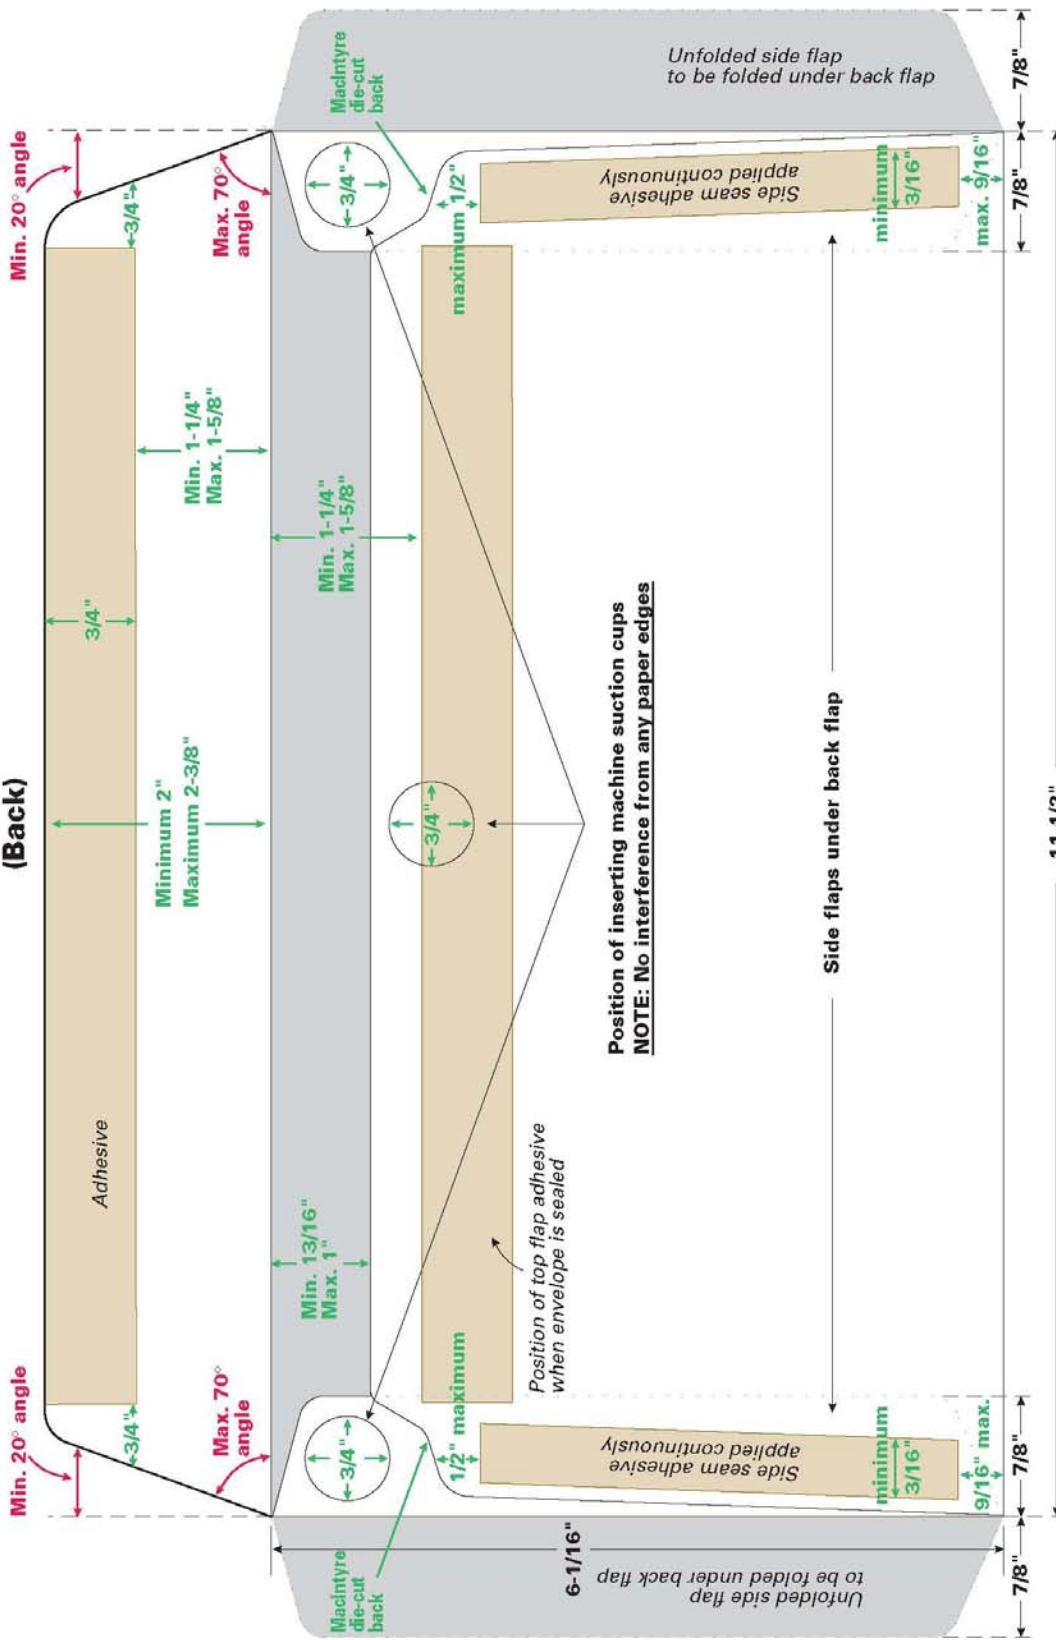 (Back)
Min. 20° angle
Min. 20° angle
Adhesive
3/4"
3/4"
3/4"
Minimum 2"
Maximum 2-3/8"
Min. 1-1/4"
Max. 1-5/8"
Max. 70°
angle
Max. 70°
angle
MacIntyre
die-cut
back
MacIntyre
die-cut
back
3/4"
3/4"
3/4"
Min. 13/16"
Max. 1"
Min. 1-1/4"
Max. 1-5/8"
1/2" maximum
maximum 1/2"
Position of top flap adhesive
when envelope is sealed
Position of inserting machine suction cups
NOTE: No interference from any paper edges
Side seam adhesive
applied continuously
Side seam adhesive
applied continuously
Side flaps under back flap
Unfolded side flap
to be folded under back flap
Unfolded side flap
to be folded under back flap
6-1/16"
minimum
3/16"
minimum
3/16"
9/16" max.
max. 9/16"
7/8"
7/8"
7/8"
7/8"
11-1/2"